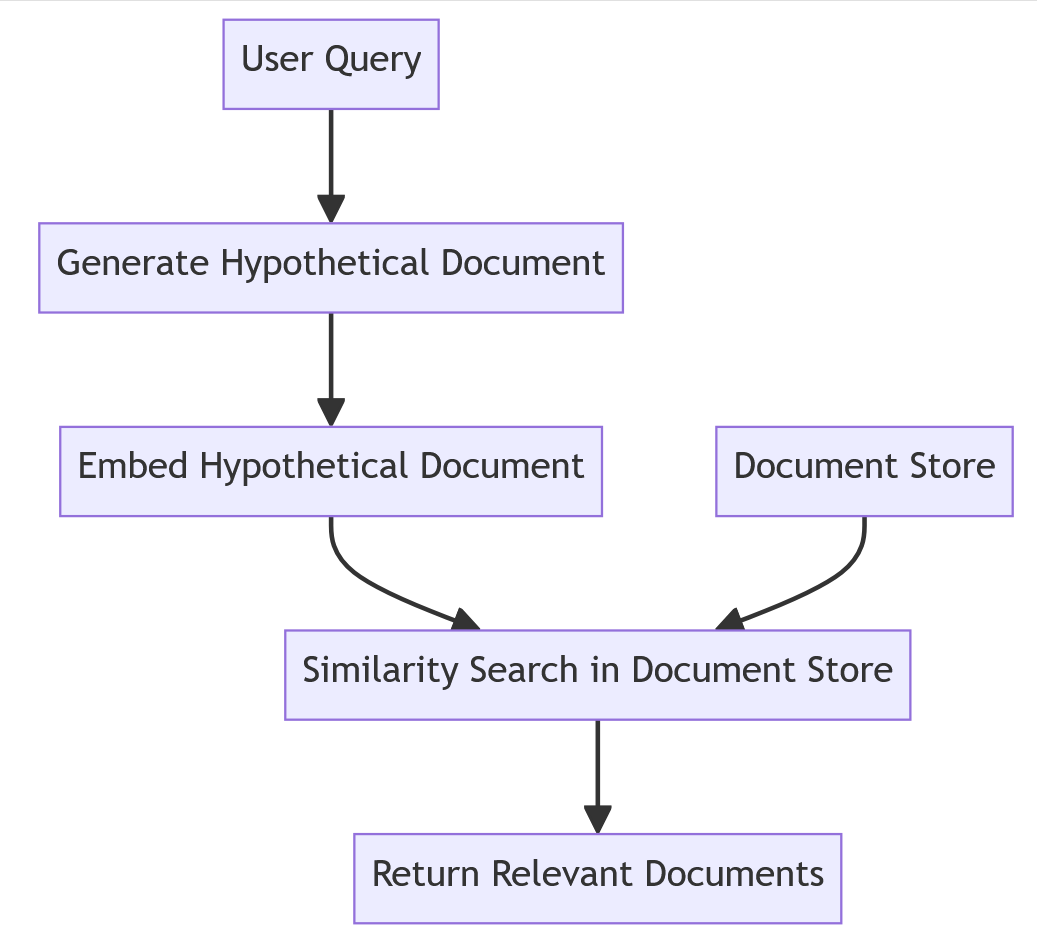 User Query
Generate Hypothetical Document
Embed Hypothetical Document
Document Store
Similarity Search in Document Store
Return Relevant Documents